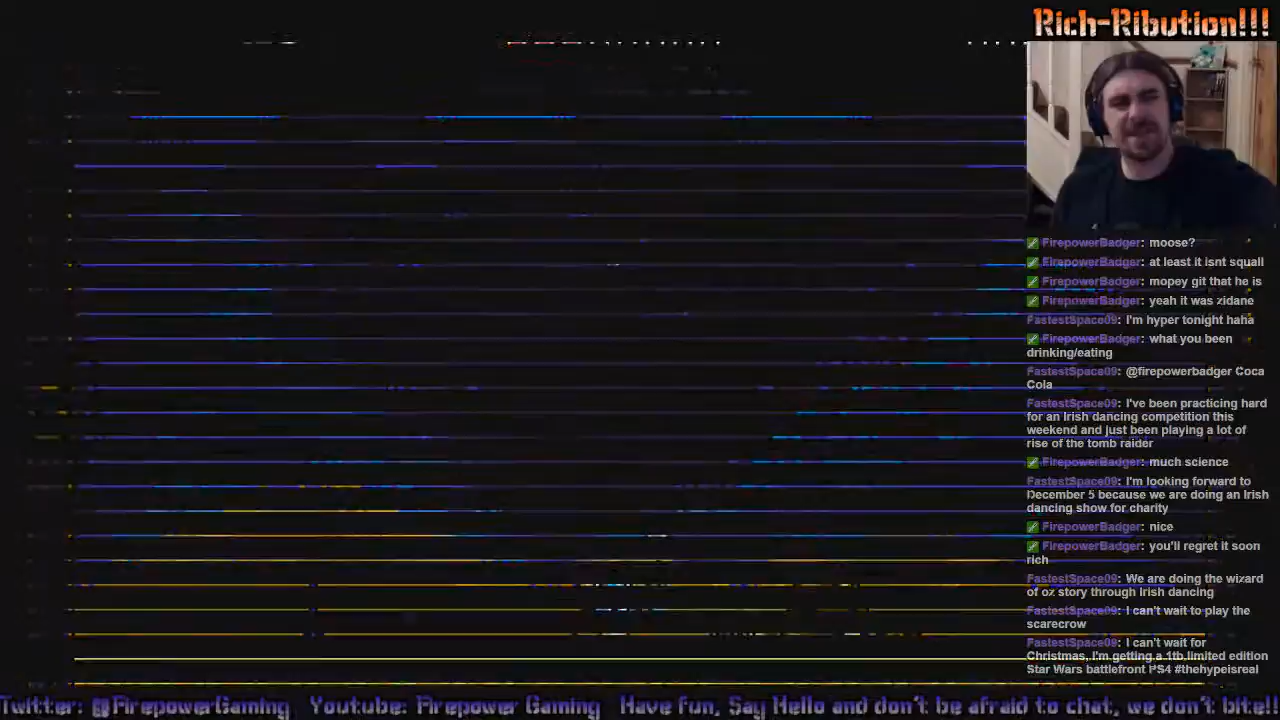 Rich-Ribution!!!
FirepowerBadger: moose?
FirepowerBadger: at least it isnt squall
FirepowerBadger: mopey git that he is
FirepowerBadger: yeah it was zidane
FastestSpace09: I'm hyper tonight haha
FirepowerBadger: what you been
drinking/eating
FastestSpace09: @firepowerbadger Coca
Cola
FastestSpace09: I've been practicing hard
for an Irish dancing competition this
weekend and just been playing a lot of
rise of the tomb raider
FirepowerBadger: much science
FastestSpace09: I'm looking forward to
December 5 because we are doing an Irish
dancing show for charity
FirepowerBadger: nice
FirepowerBadger: you'll regret it soon
rich
FastestSpace09: We are doing the wizard
of oz story through Irish dancing
FastestSpace09: I can't wait to play the
scarecrow
FastestSpace09: I can't wait for
Christmas, I'm getting a 1tb limited edition
Star Wars battlefront PS4 #thehypeisreal
Twitter: @FirepowerGaming Youtube: Firepower Gaming Have fun, Say Hello and don't be afraid to chat, we don't bite!!